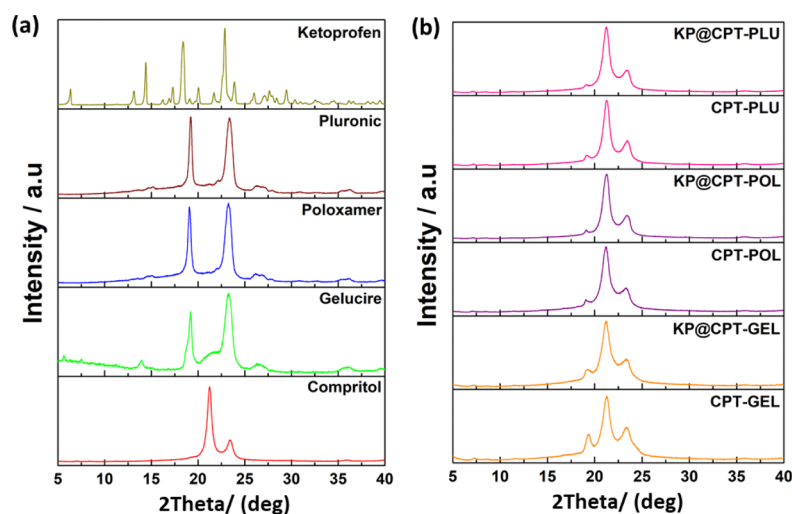 (a)
Ketoprofen
Pluronic
Poloxamer
Gelucire
Compritol
Intensity / a.u
5 10 15 20 25 30 35 40
2Theta/ (deg)
(b)
KP@CPT-PLU
CPT-PLU
KP@CPT-POL
CPT-POL
KP@CPT-GEL
CPT-GEL
Intensity / a.u
5 10 15 20 25 30 35 40
2Theta/ (deg)